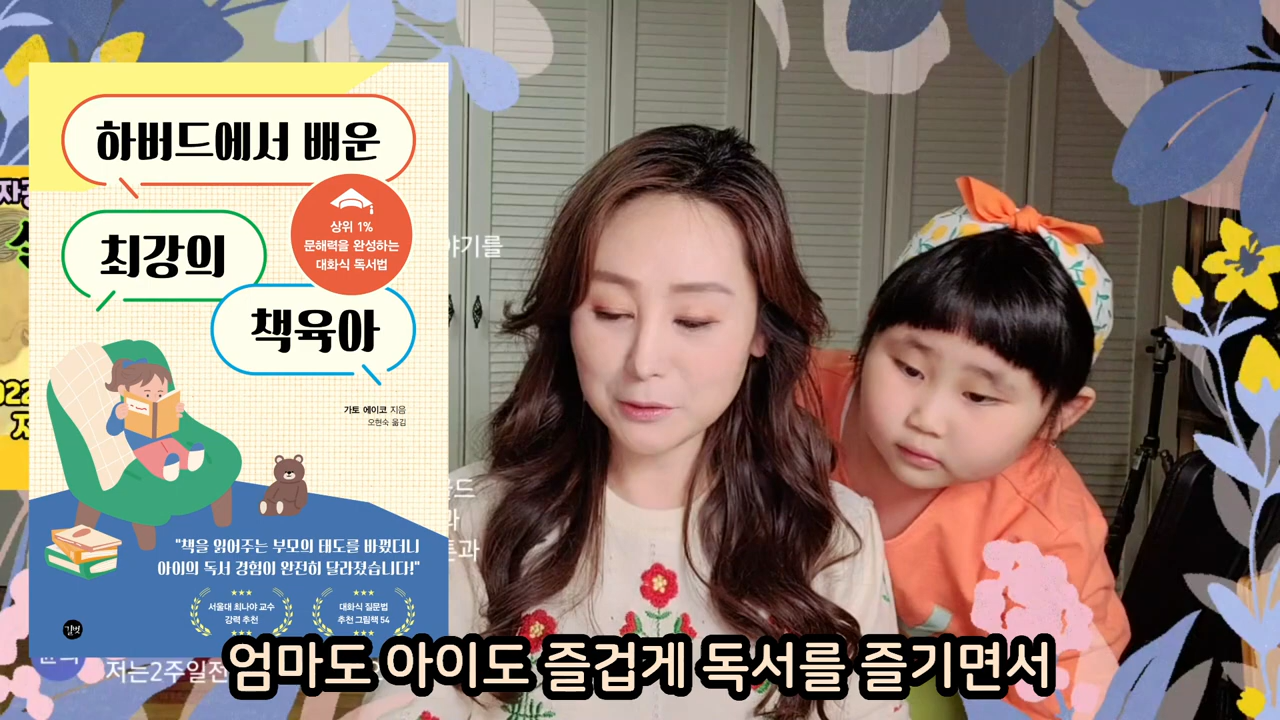 하버드에서 배운
최강의
책육아
상위 1%
문해력을 완성하는
대화식 독서법
가토 에이코 지음
오현숙 옮김
"책을 읽어주는 부모의 태도를 바꿨더니
아이의 독서 경험이 완전히 달라졌습니다!"
서울대 최나야 교수
강력 추천
대화식 질문법
추천 그림책 54
길벗
야기를
저는2주일전
엄마도 아이도 즐겁게 독서를 즐기면서